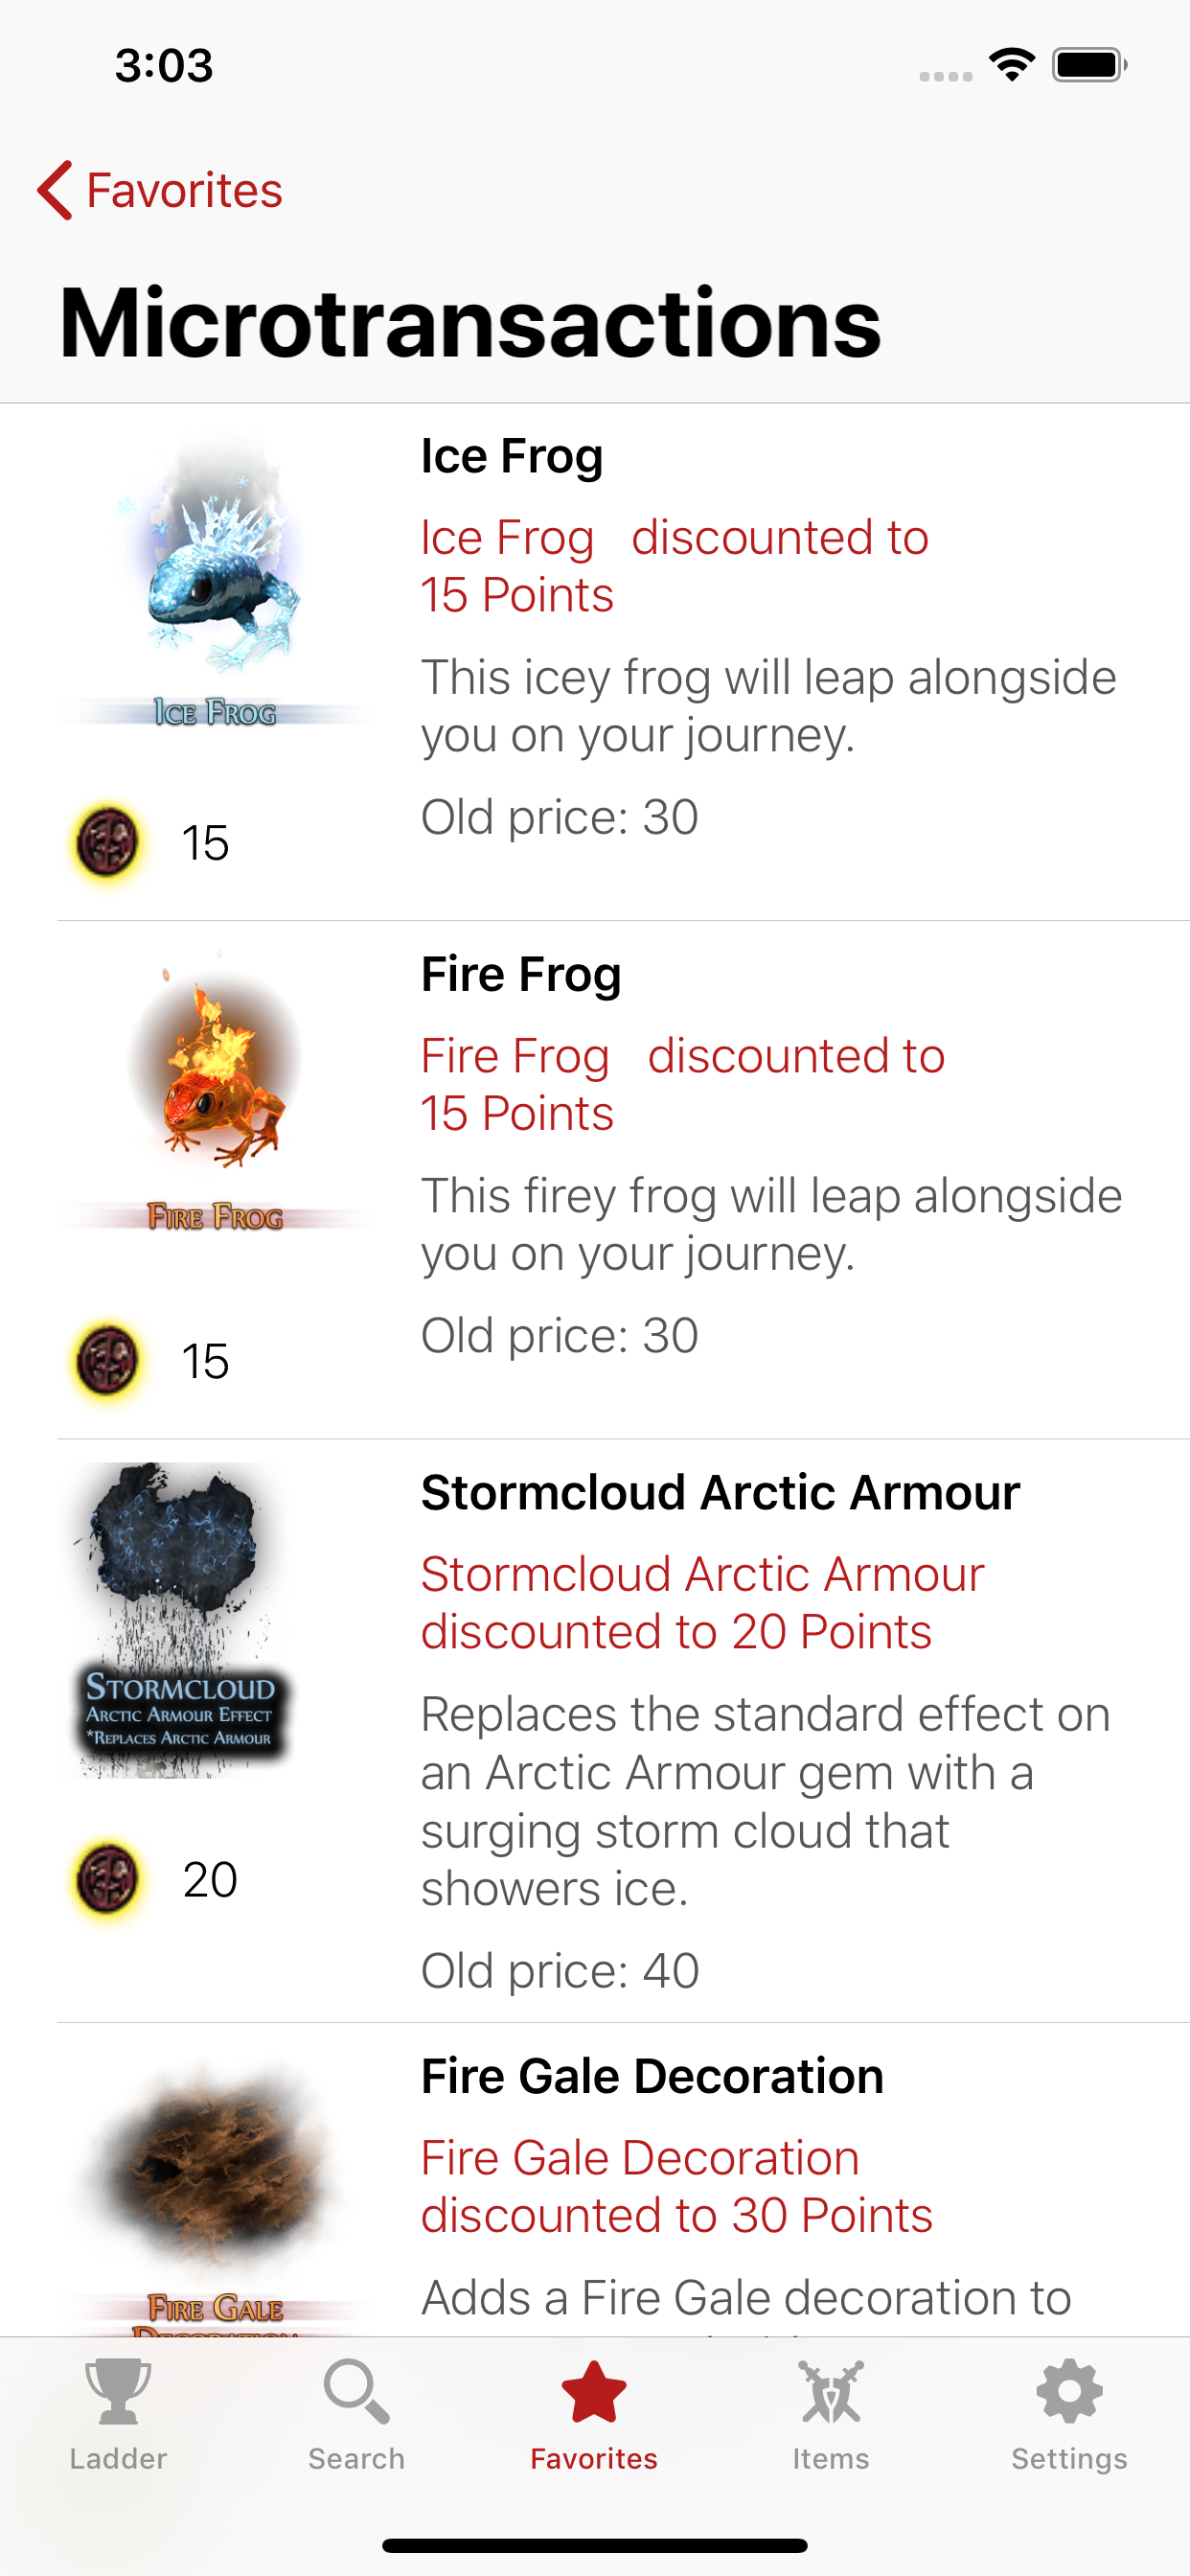 3:03
Favorites
Microtransactions
Ice Frog
Ice Frog discounted to
15 Points
This icey frog will leap alongside
you on your journey.
Old price: 30
ICE FROG
15
Fire Frog
Fire Frog discounted to
15 Points
This firey frog will leap alongside
you on your journey.
Old price: 30
FIRE FROG
15
Stormcloud Arctic Armour
Stormcloud Arctic Armour
discounted to 20 Points
Replaces the standard effect on
an Arctic Armour gem with a
surging storm cloud that
showers ice.
Old price: 40
STORMCLOUD
ARCTIC ARMOUR EFFECT
*REPLACES ARCTIC ARMOUR
20
Fire Gale Decoration
Fire Gale Decoration
discounted to 30 Points
Adds a Fire Gale decoration to
FIRE GALE
DECORATION
Ladder
Search
Favorites
Items
Settings